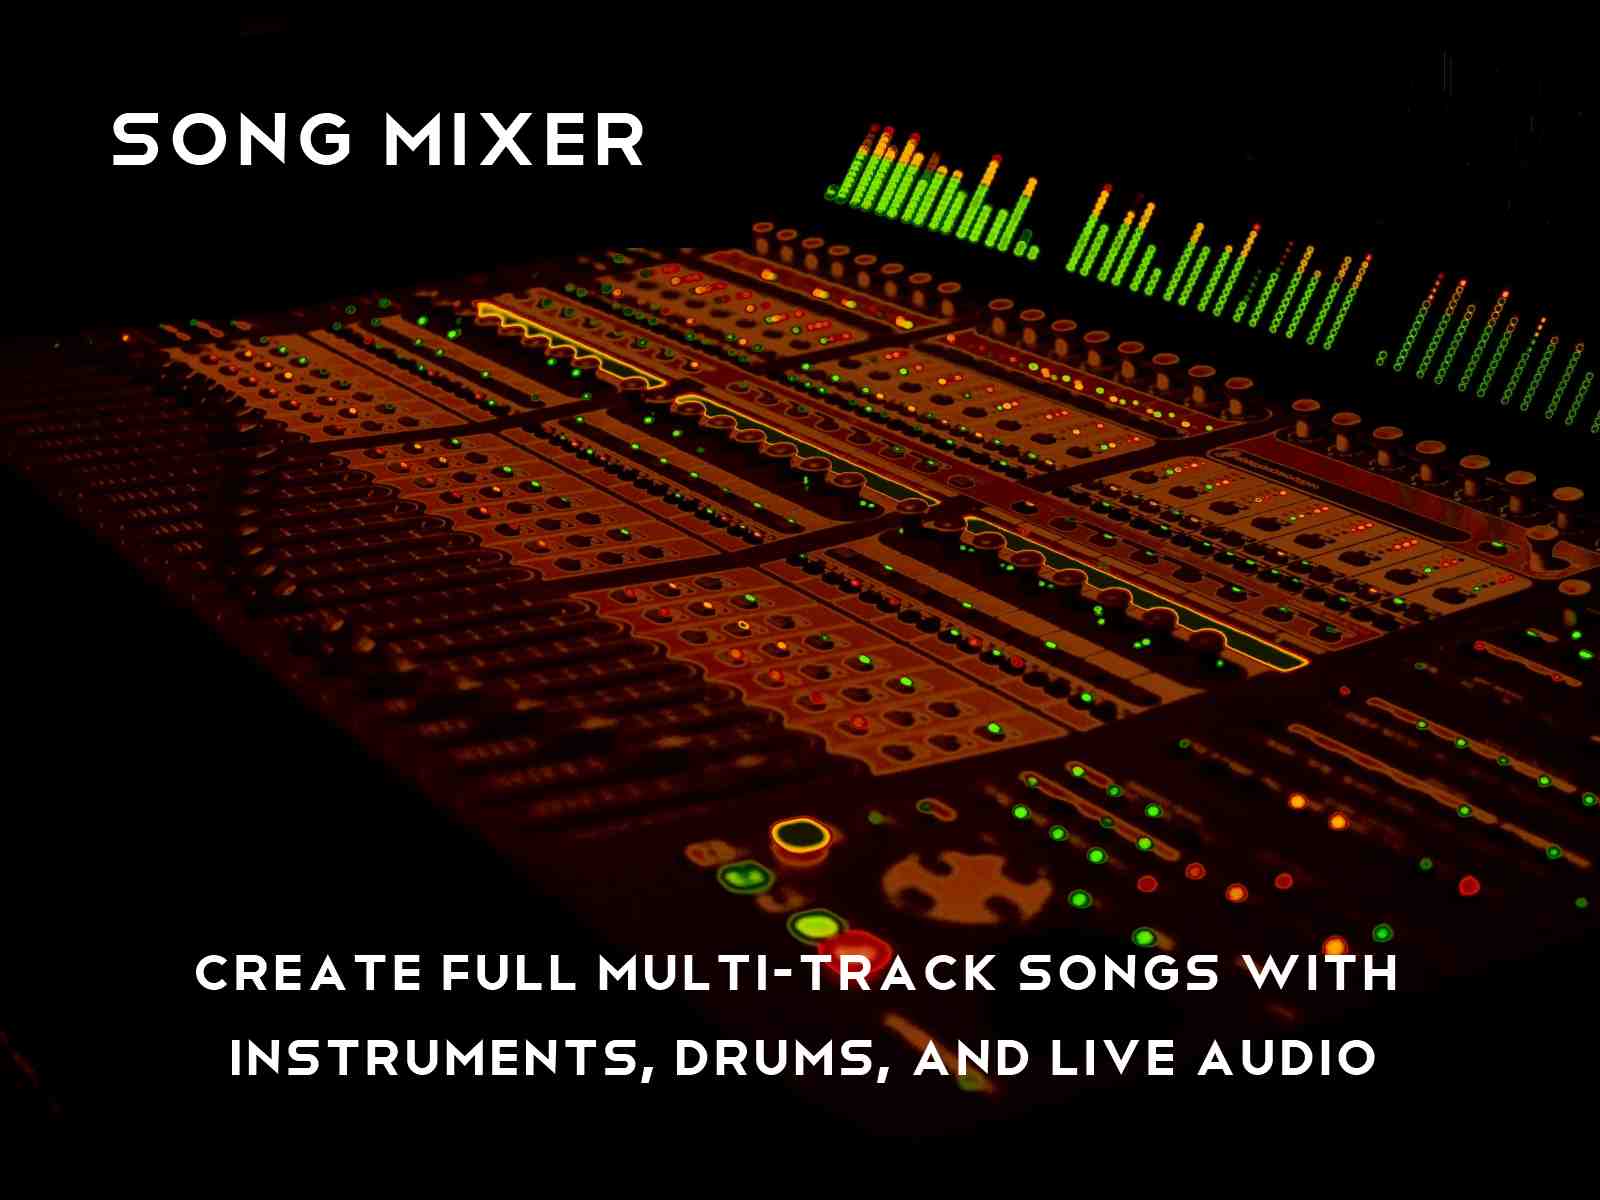 SONG MIXER
CREATE FULL MULTI-TRACK SONGS WITH
INSTRUMENTS, DRUMS, AND LIVE AUDIO